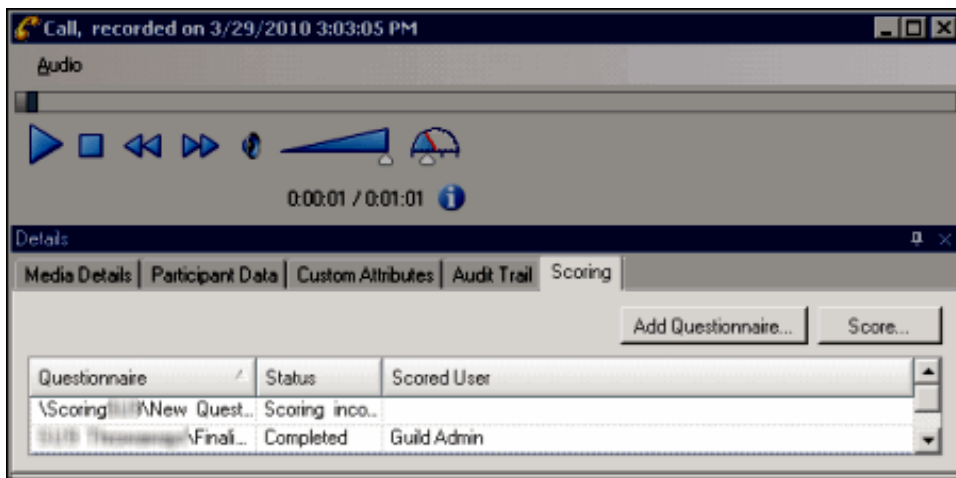 Call, recorded on 3/29/2010 3:03:05 PM
Audio
0:00:01 / 0:01:01
Details
Media Details Participant Data Custom Attributes Audit Trail Scoring
Add Questionnaire... Score...
Questionnaire Status Scored User
\Scoring \New Quest.. Scoring inco..
\Finali... Completed Guild Admin